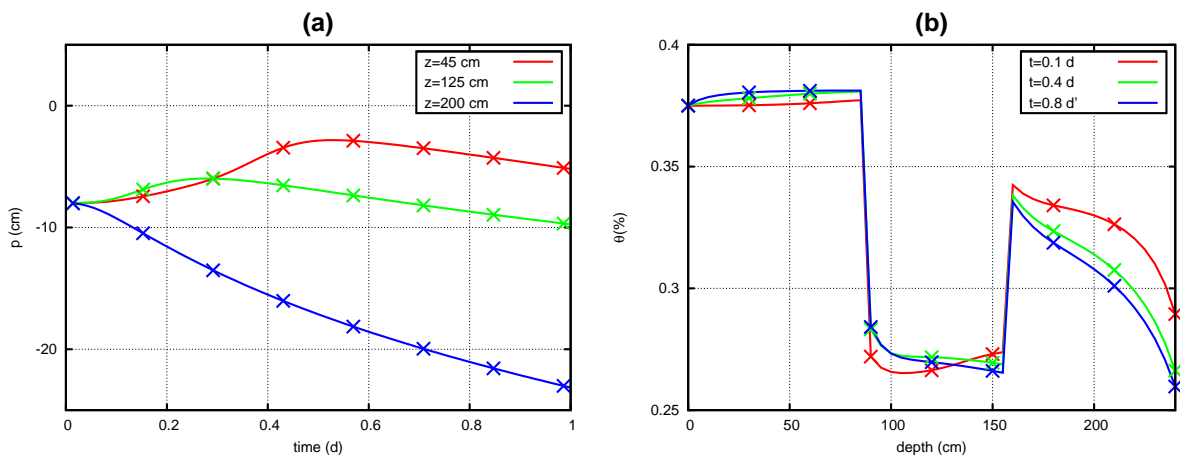 (a)
z=45 cm
z=125 cm
z=200 cm
0
-10
-20
p (cm)
0
0.2
0.4
0.6
0.8
1
time (d)
(b)
t=0.1 d
t=0.4 d
t=0.8 d'
0.4
0.35
0.3
0.25
θ(%)
0
50
100
150
200
depth (cm)